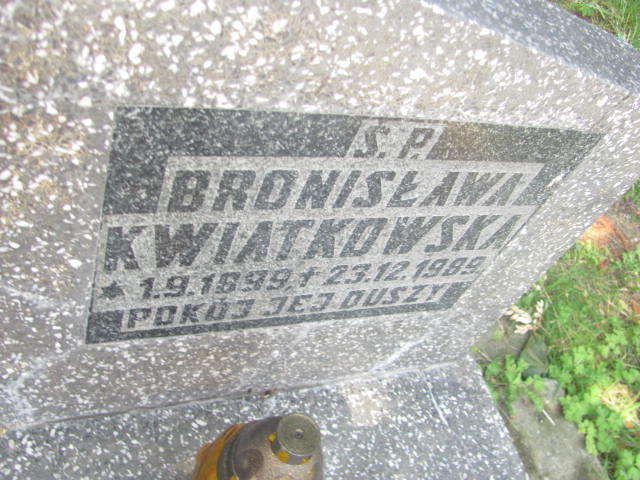 Ś. P.
BRONISŁAWA
KWIATKOWSKA
* 1.9.1899, † 23.12.1989
POKÓJ JEJ DUSZY